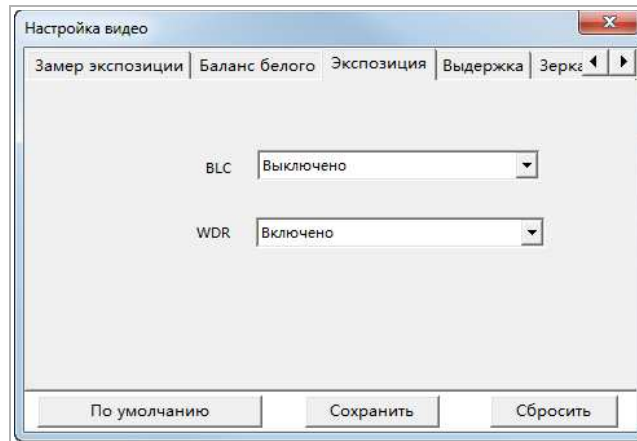 Настройка видео
Замер экспозиции Баланс белого Экспозиция Выдержка Зерка
BLC Выключено
WDR Включено
По умолчанию Сохранить Сбросить